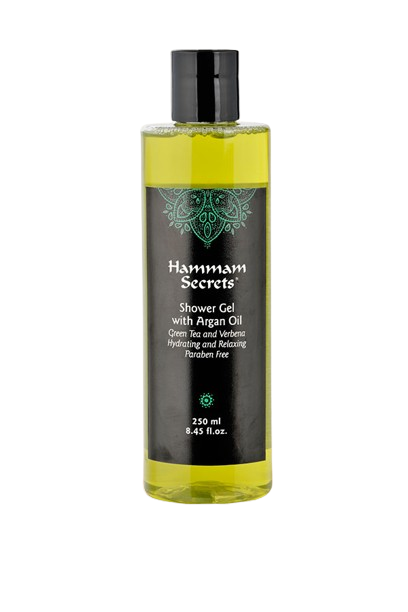 Hammam
Secrets
Shower Gel
with Argan Oil
Green Tea and Verbena
Hydrating and Relaxing
Paraben Free
250 ml
8.45 fl.oz.